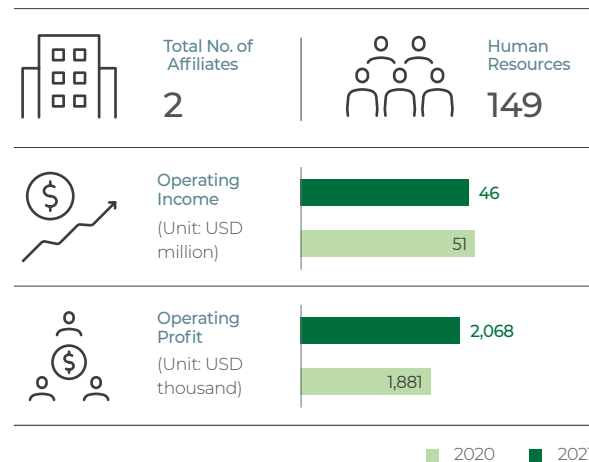 Total No. of
Affiliates
2
Human
Resources
149
Operating
Income
(Unit: USD
million)
46
51
Operating
Profit
(Unit: USD
thousand)
2,068
1,881
2020
2021